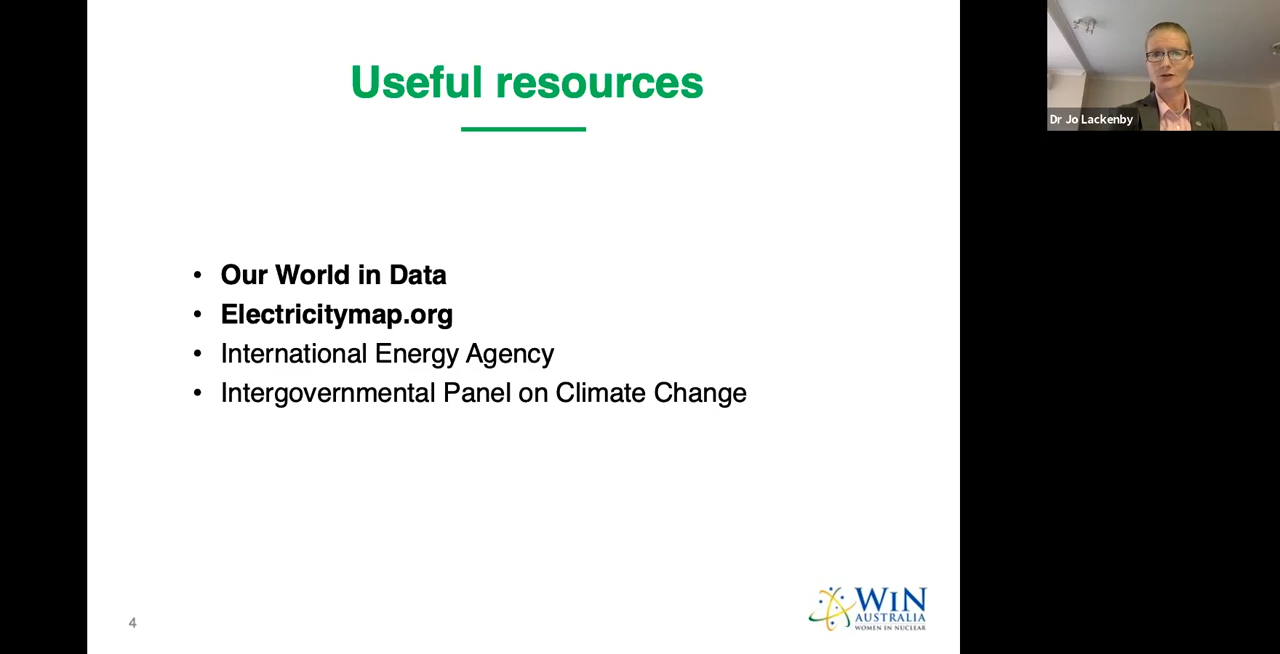 Useful resources
Dr Jo Lackenby
• Our World in Data
• Electricitymap.org
• International Energy Agency
• Intergovernmental Panel on Climate Change
4
WiN
AUSTRALIA
WOMEN IN NUCLEAR